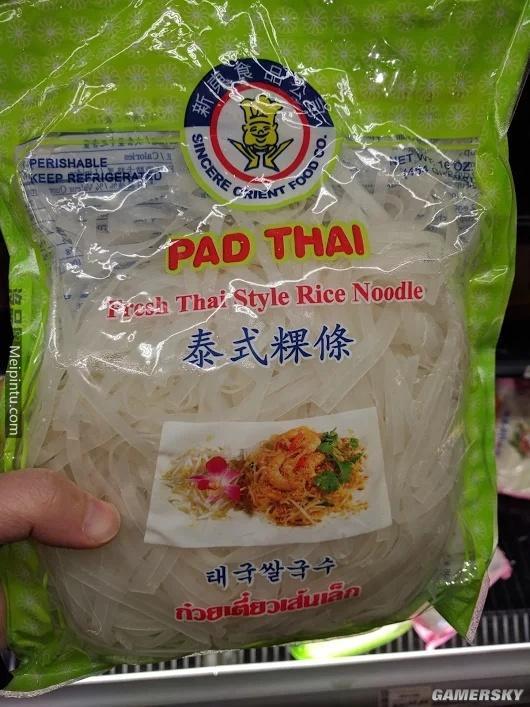 新東食品公司
SINCERE ORIENT FOOD CO.
PERISHABLE
KEEP REFRIGERATED
NET WT. 16 OZ
PAD THAI
Fresh Thai Style Rice Noodle
泰式粿條
태국쌀국수
ก๋วยเตี๋ยวเส้นเล็ก
Meipintu.com
GAMERSKY